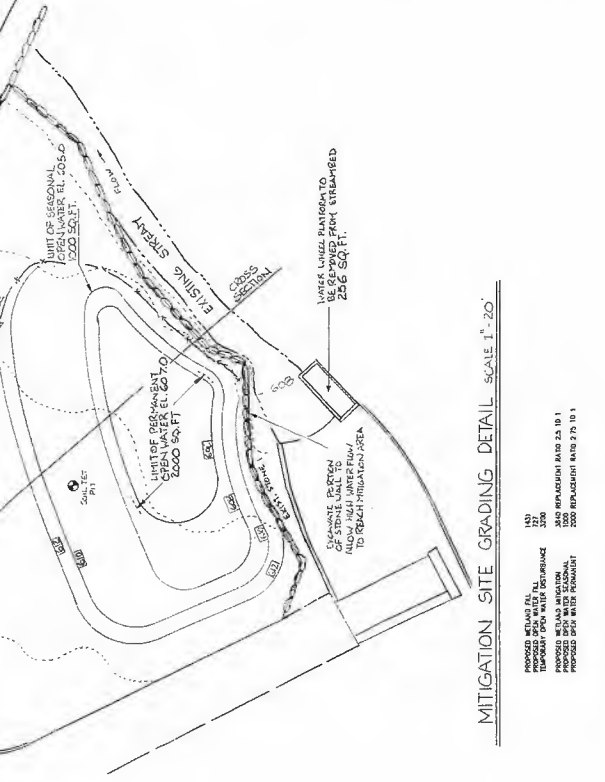 LIMIT OF SEASONAL
OPEN WATER, EL. 605.0
1000 SQ. FT.
FLOW
EXISTING STREAM
CROSS
SECTION
LIMIT OF PERMANENT
OPEN WATER EL. 607.0
2000 SQ. FT
SOIL TEST
PIT
608
WATER WHEEL PLATFORM TO
BE REMOVED FROM STREAMBED
256 SQ. FT.
EXIST. STONE
EXCAVATE PORTION
OF STONE WALL TO
ALLOW HIGH WATER FLOW
TO REACH MITIGATION AREA
612
610
612
MITIGATION SITE GRADING DETAIL SCALE 1"-20'
PROPOSED WETLAND FILL 1453
PROPOSED OPEN WATER FILL 727
TEMPORARY OPEN WATER DISTURBANCE 3200
PROPOSED WETLAND MITIGATION 3640 REPLACEMENT RATIO 2.5 TO 1
PROPOSED OPEN WATER SEASONAL 1000
PROPOSED OPEN WATER PERMANENT 2000 REPLACEMENT RATIO 2.75 TO 1